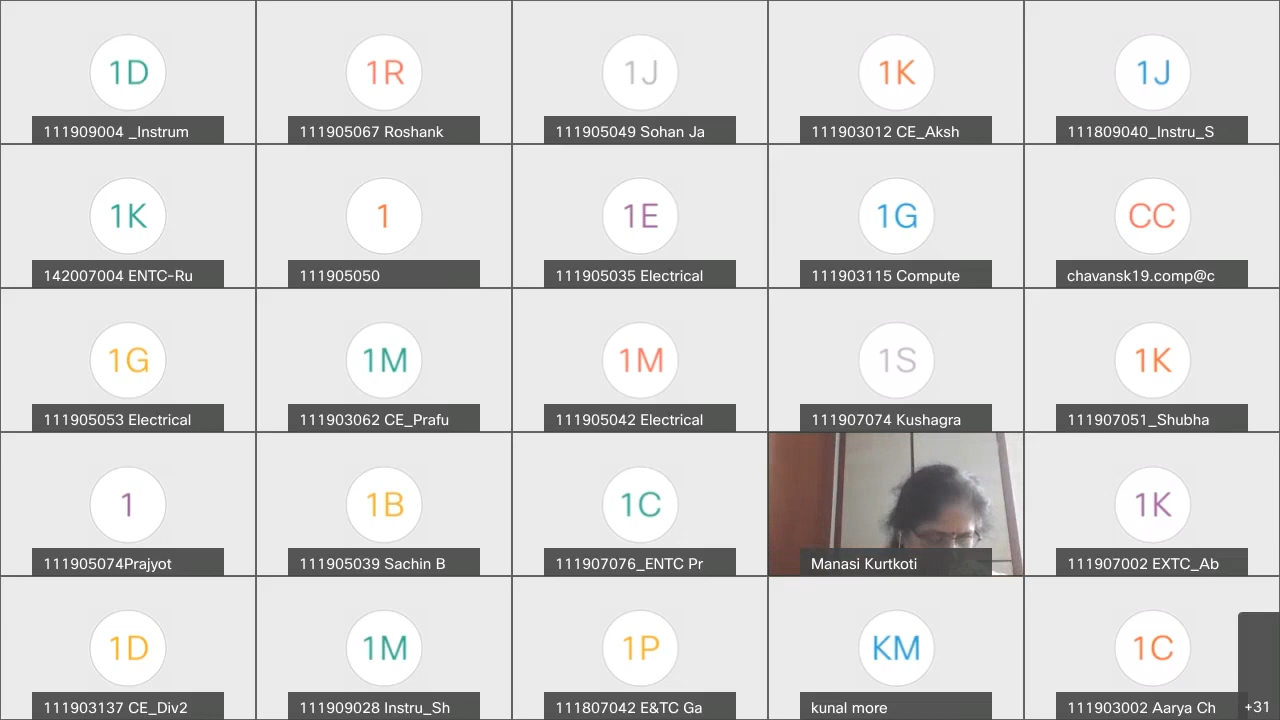 1D
111909004 _Instrum
1R
111905067 Roshank
1J
111905049 Sohan Ja
1K
111903012 CE_Aksh
1J
111809040_Instru_S
1K
142007004 ENTC-Ru
1
111905050
1E
111905035 Electrical
1G
111903115 Compute
CC
chavansk19.comp@c
1G
111905053 Electrical
1M
111903062 CE_Prafu
1M
111905042 Electrical
1S
111907074 Kushagra
1K
111907051_Shubha
1
111905074Prajyot
1B
111905039 Sachin B
1C
111907076_ENTC Pr
Manasi Kurtkoti
1K
111907002 EXTC_Ab
1D
111903137 CE_Div2
1M
111909028 Instru_Sh
1P
111807042 E&TC Ga
KM
kunal more
1C
111903002 Aarya Ch
+31